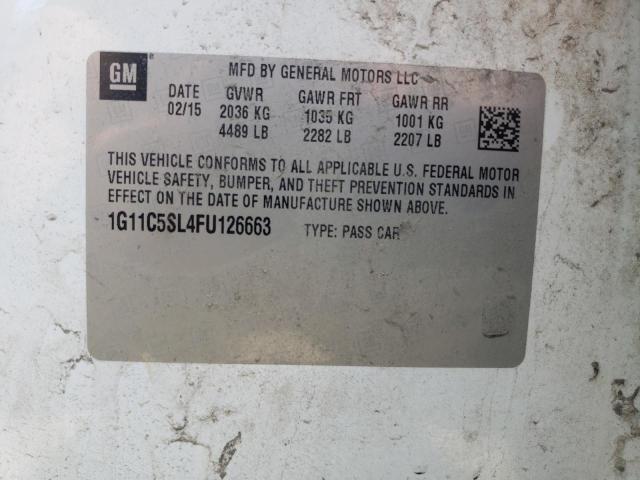 GM
MFD BY GENERAL MOTORS LLC
DATE GVWR GAWR FRT GAWR RR
02/15 2036 KG 1035 KG 1001 KG
4489 LB 2282 LB 2207 LB
THIS VEHICLE CONFORMS TO ALL APPLICABLE U.S. FEDERAL MOTOR
VEHICLE SAFETY, BUMPER, AND THEFT PREVENTION STANDARDS IN
EFFECT ON THE DATE OF MANUFACTURE SHOWN ABOVE.
1G11C5SL4FU126663 TYPE: PASS CAR